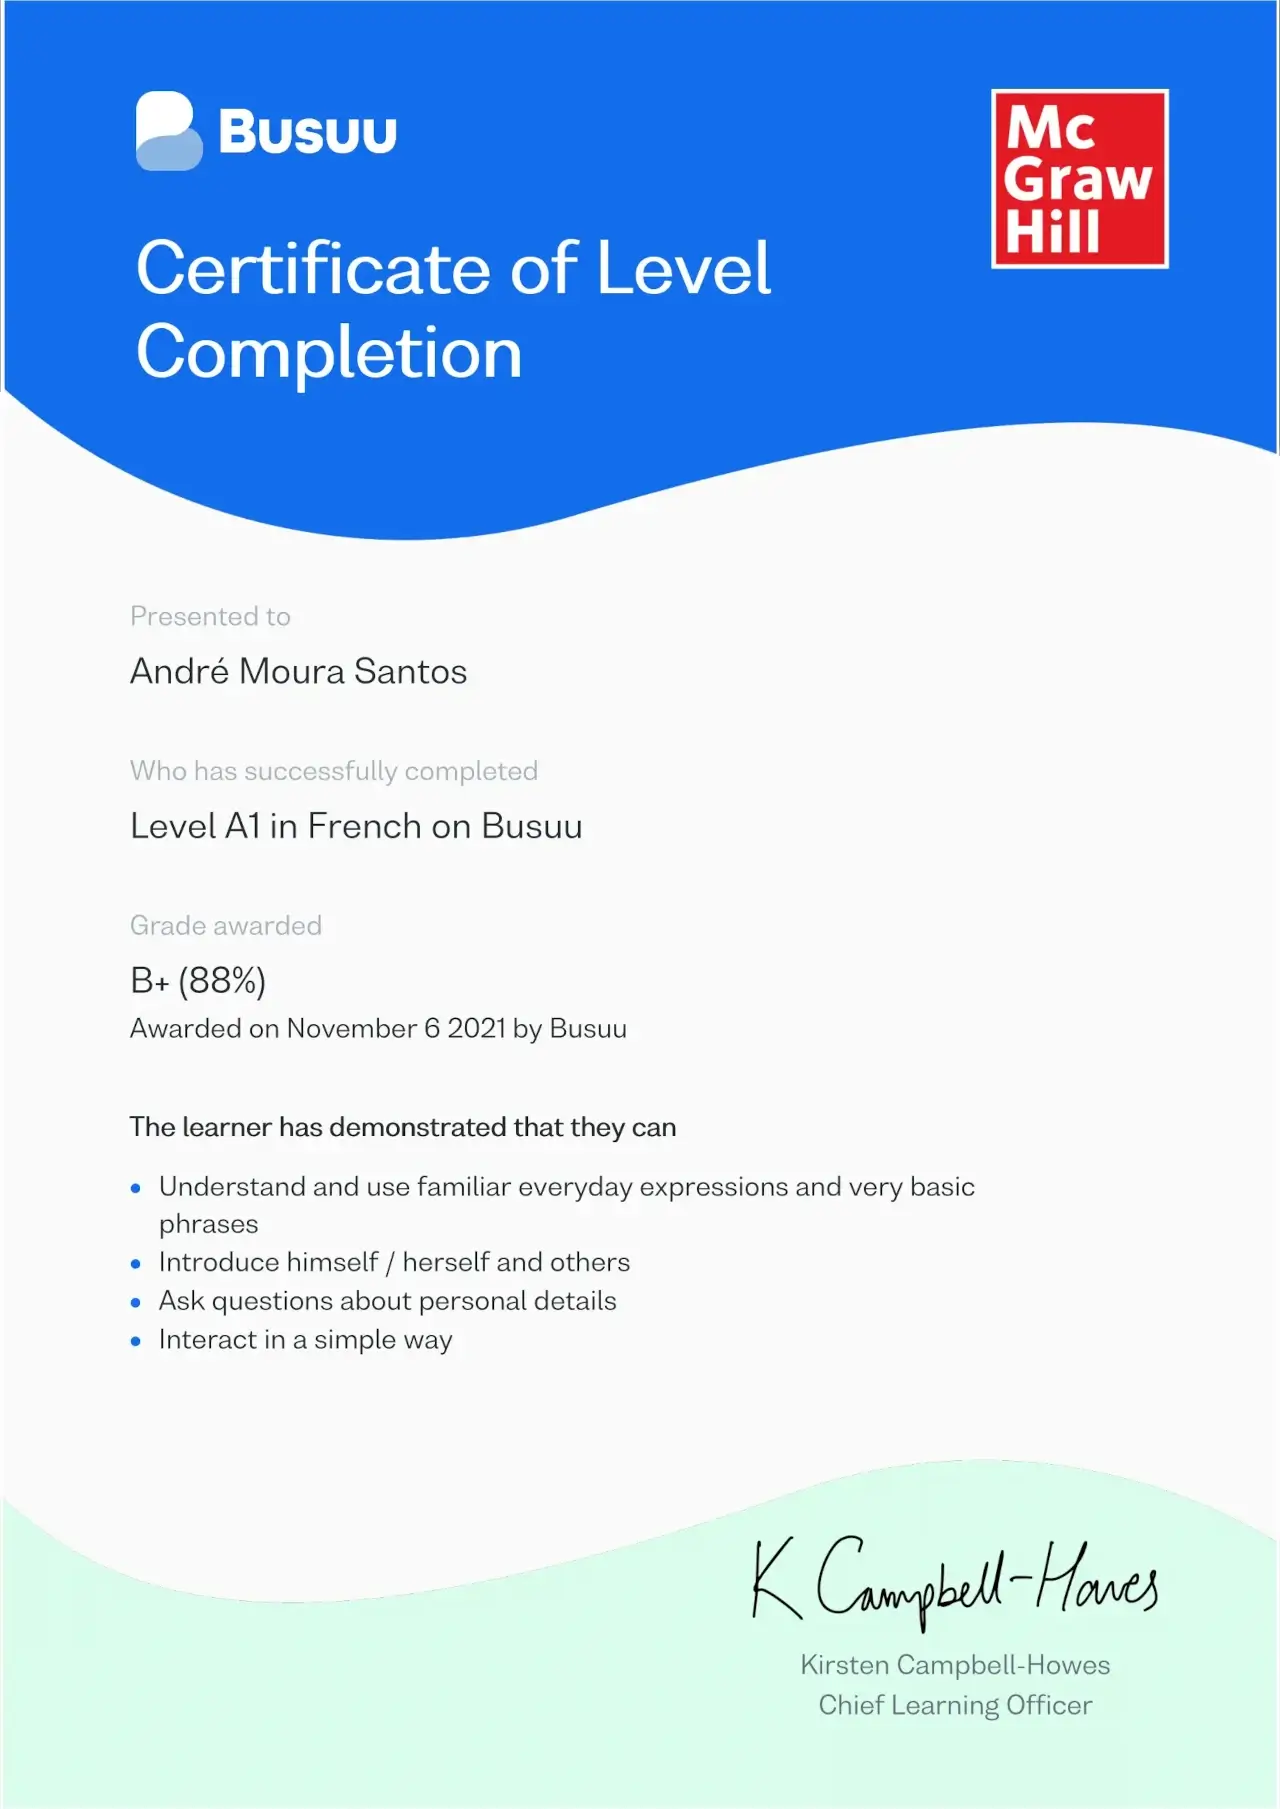 Busuu
Mc
Graw
Hill
Certificate of Level
Completion
Presented to
André Moura Santos
Who has successfully completed
Level A1 in French on Busuu
Grade awarded
B+ (88%)
Awarded on November 6 2021 by Busuu
The learner has demonstrated that they can
• Understand and use familiar everyday expressions and very basic
phrases
• Introduce himself / herself and others
• Ask questions about personal details
• Interact in a simple way
K Campbell-Howes
Kirsten Campbell-Howes
Chief Learning Officer